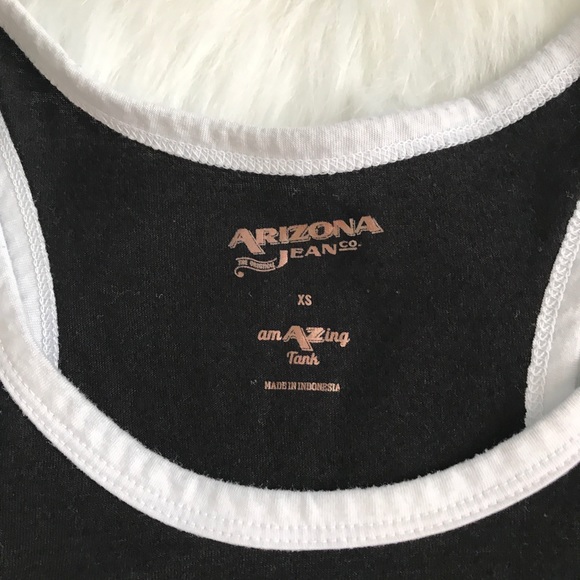 ARIZONA
THE ORIGINAL JEAN CO.
XS
amAZing
Tank
MADE IN INDONESIA